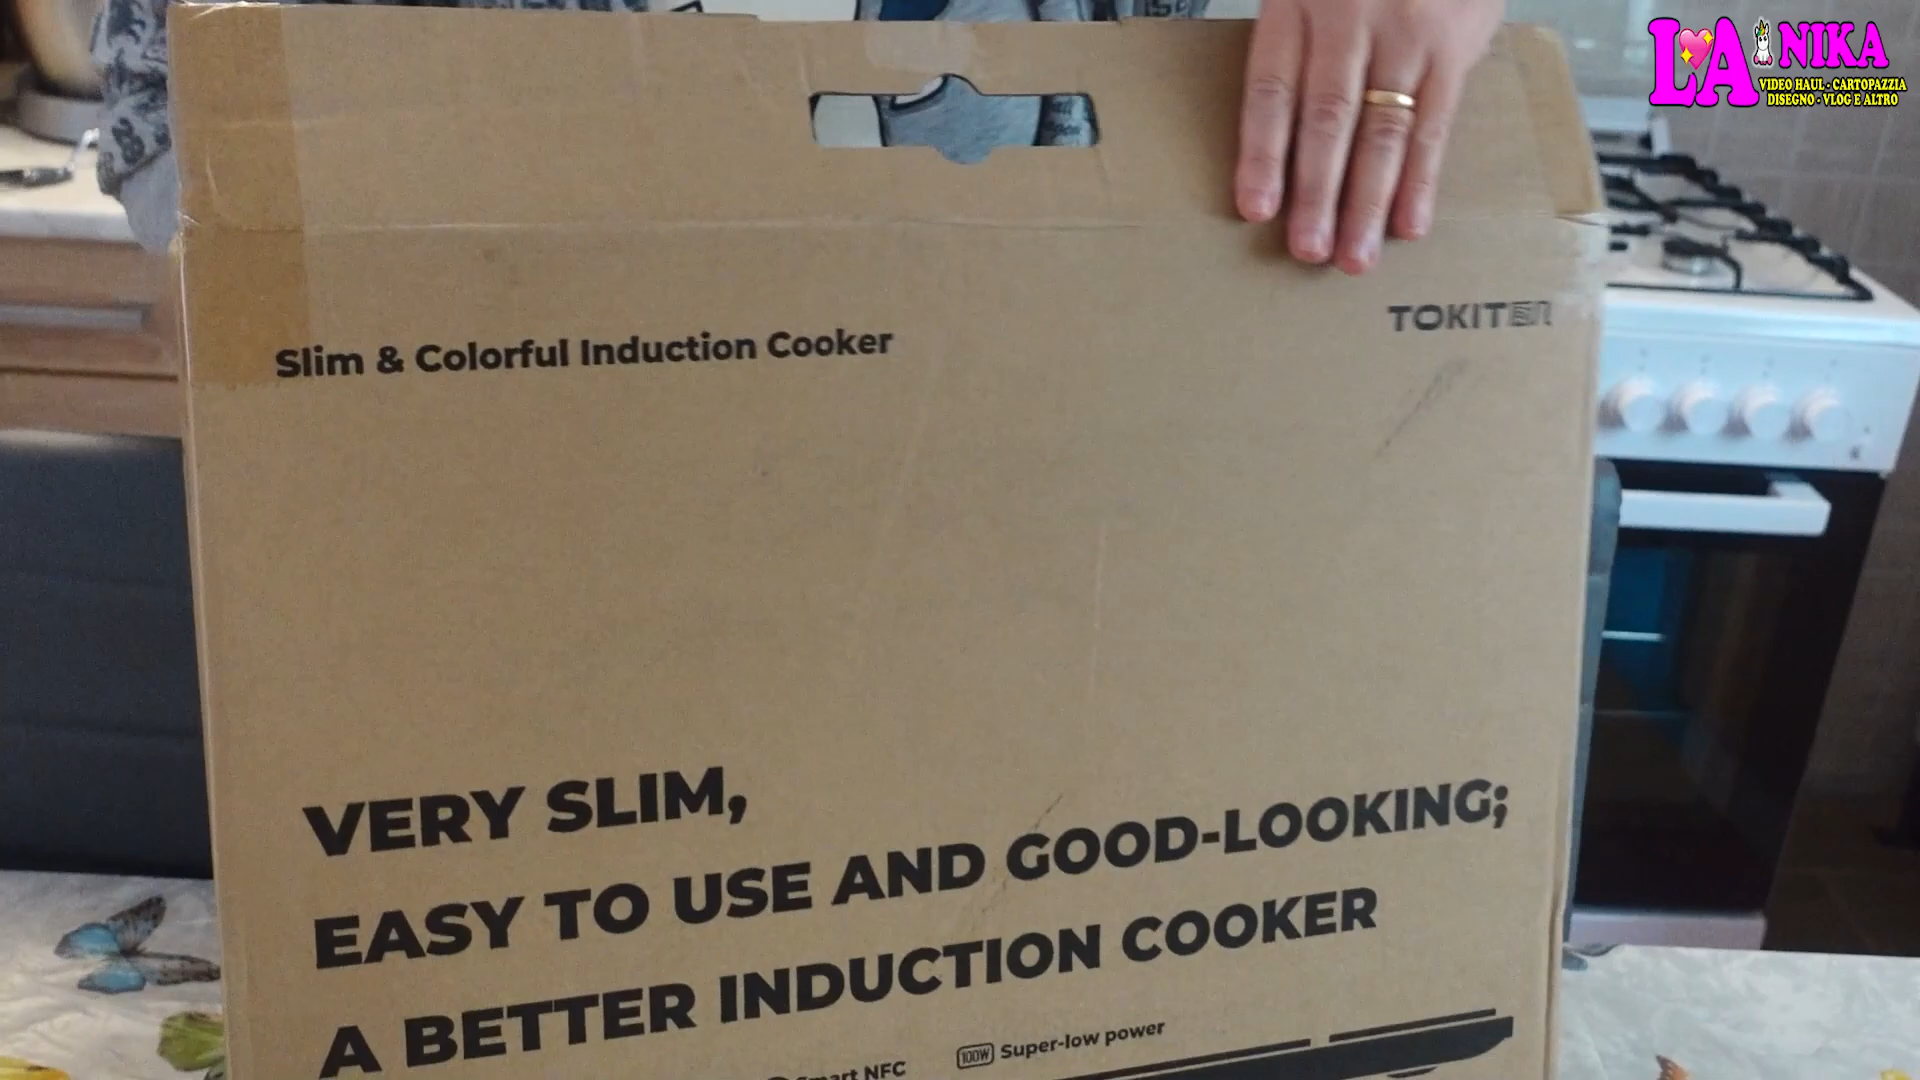 LA NIKA
VIDEO HAUL - CARTOPAZZIA
DISEGNO - VLOG E ALTRO
TOKIT
Slim & Colorful Induction Cooker
VERY SLIM,
EASY TO USE AND GOOD-LOOKING;
A BETTER INDUCTION COOKER
100W Super-low power
NFC